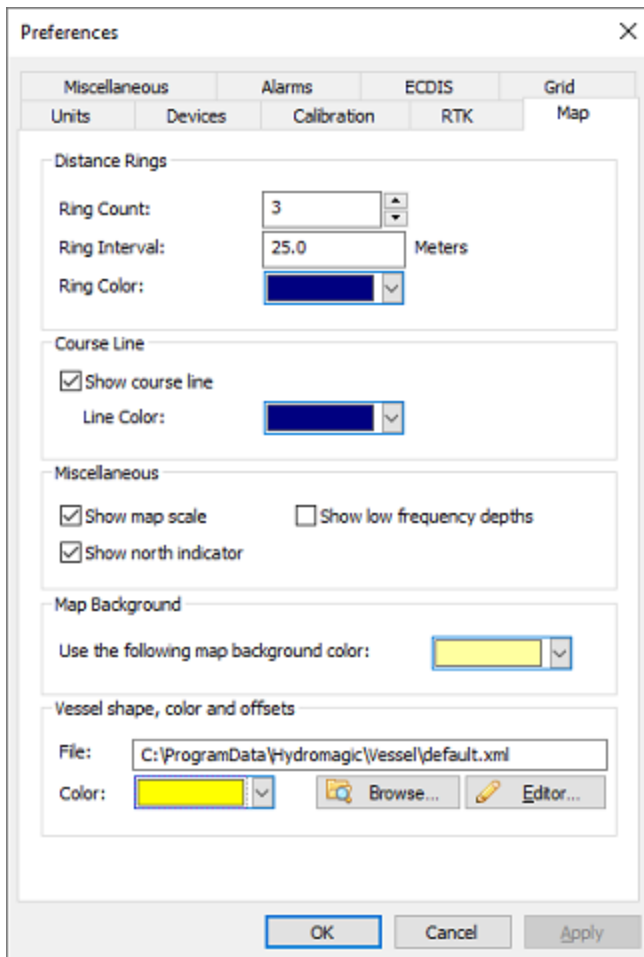 Preferences
Miscellaneous Alarms ECDIS Grid
Units Devices Calibration RTK Map
Distance Rings
Ring Count: 3
Ring Interval: 25.0 Meters
Ring Color:
Course Line
Show course line
Line Color:
Miscellaneous
Show map scale Show low frequency depths
Show north indicator
Map Background
Use the following map background color:
Vessel shape, color and offsets
File: C:\ProgramData\Hydromagic\Vessel\default.xml
Color: Browse... Editor...
OK Cancel Apply